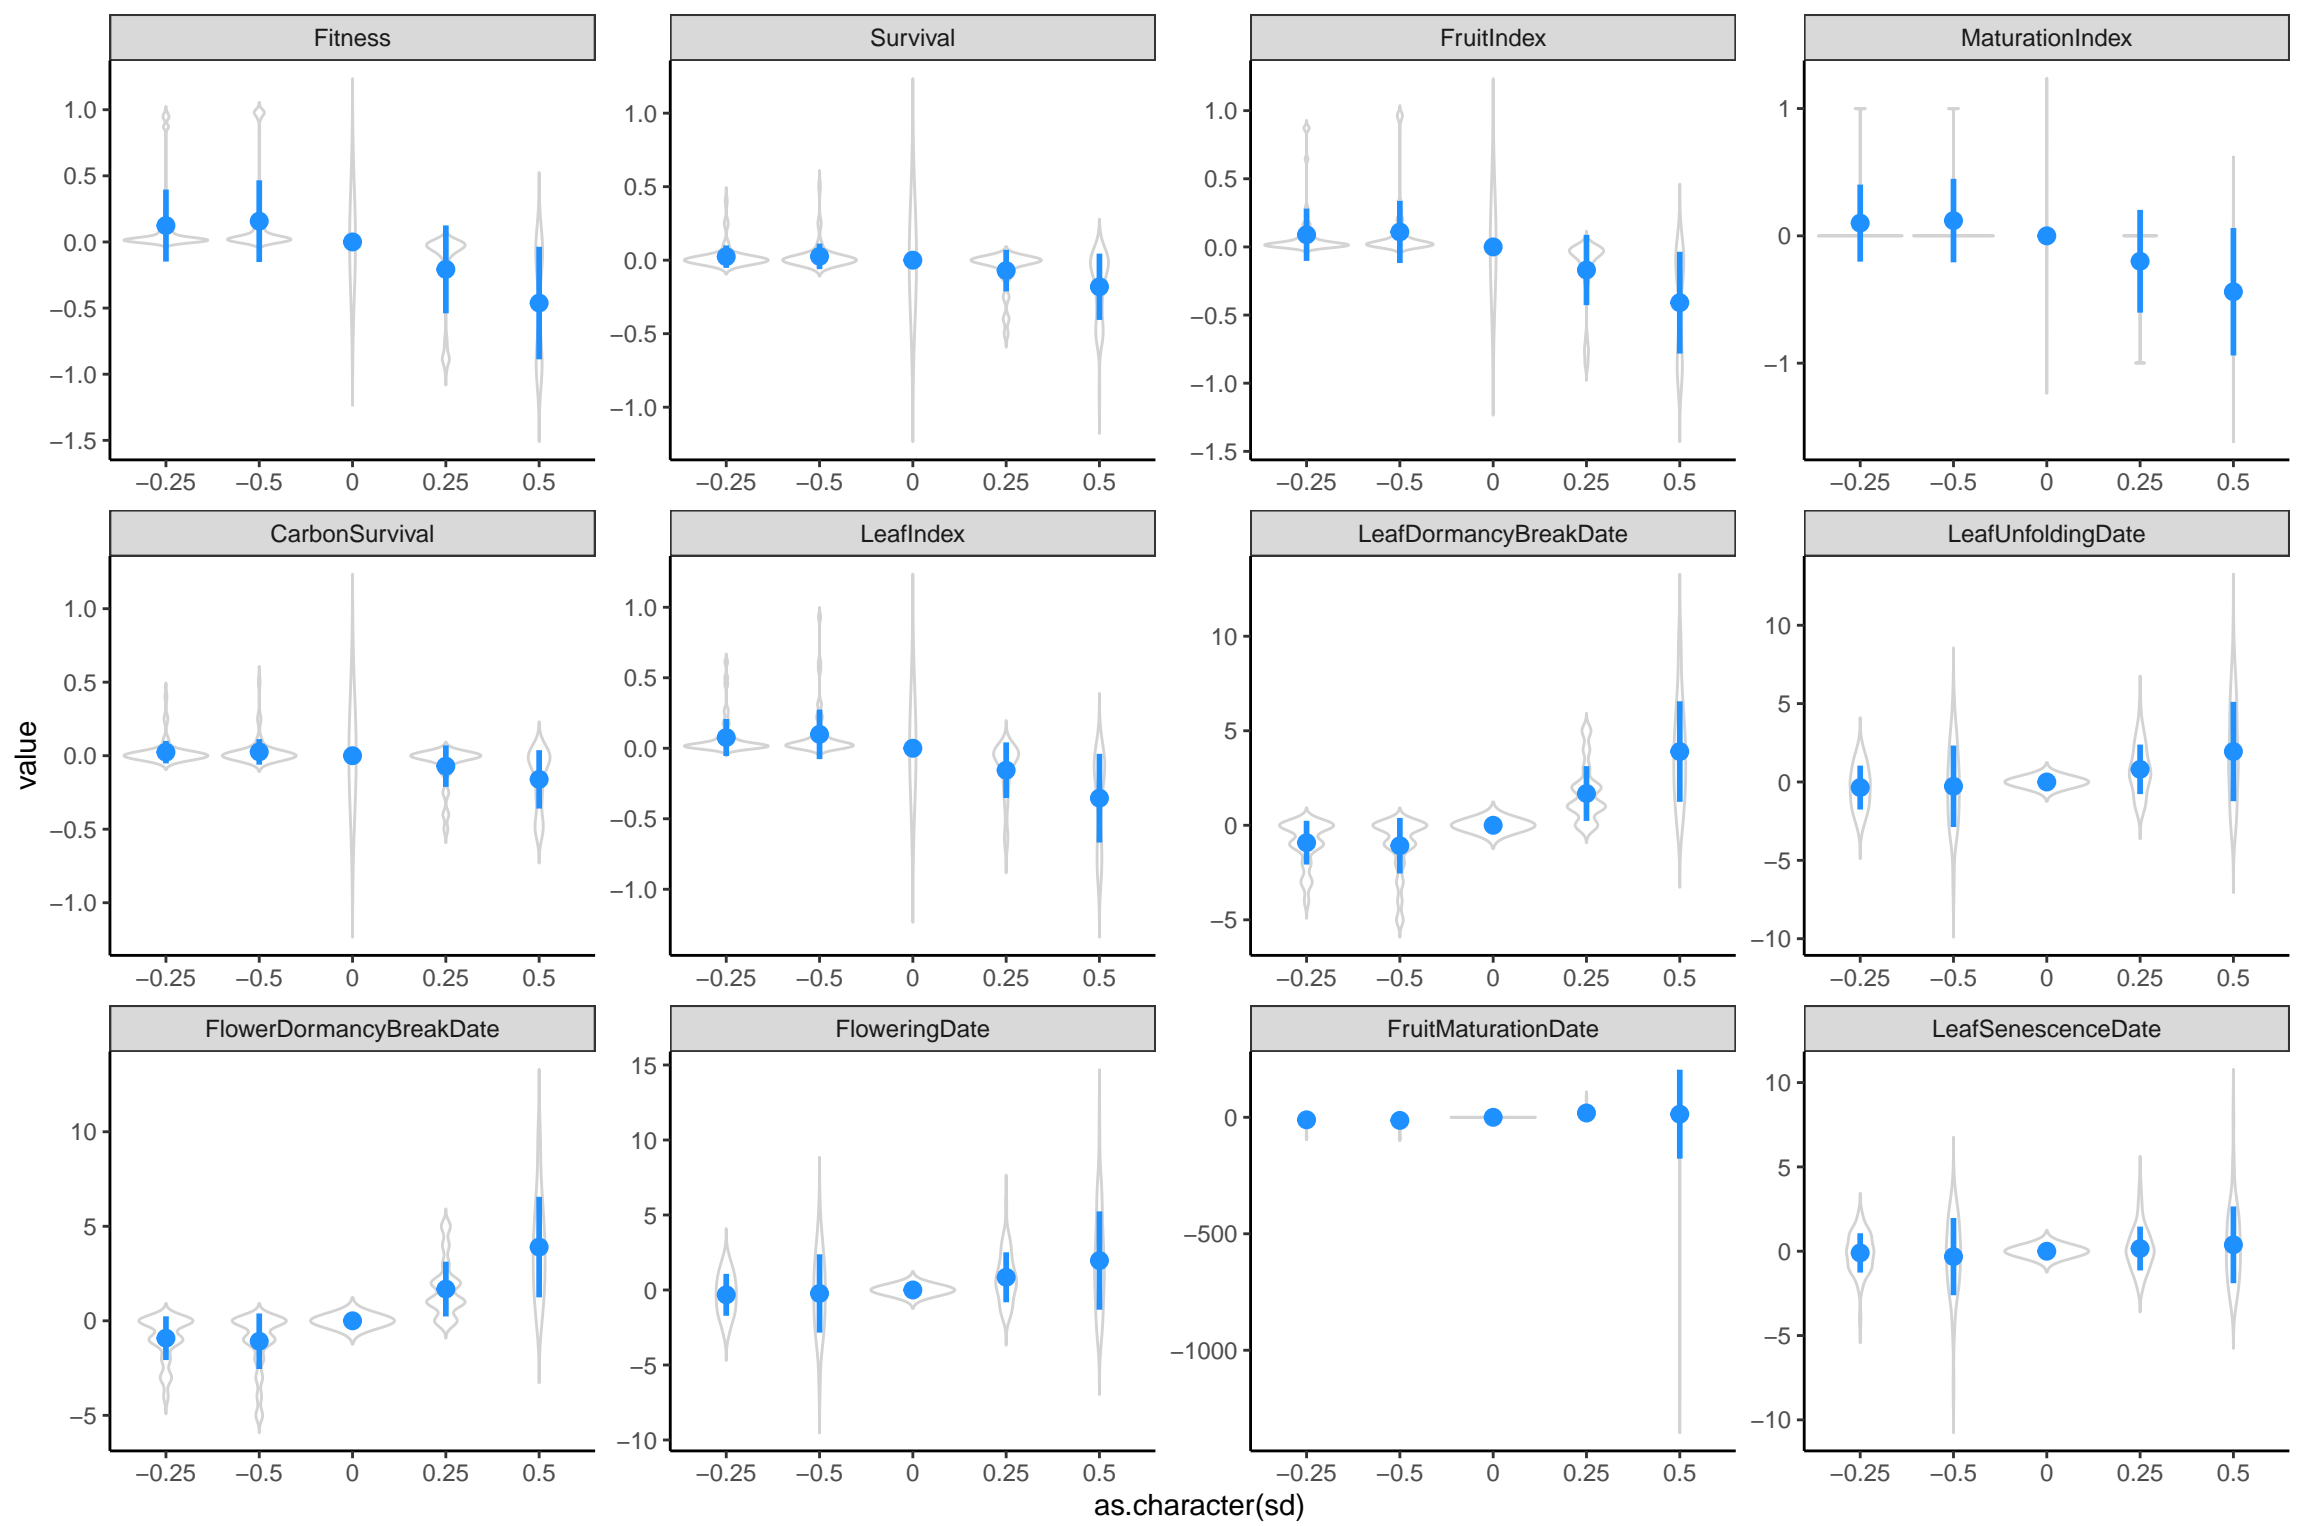 Fitness
Survival
FruitIndex
MaturationIndex
1.0
0.5
0.0
−0.5
−1.0
−1.5
1.0
0.5
0.0
−0.5
−1.0
1.0
0.5
0.0
−0.5
−1.0
−1.5
1
0
−1
−0.25 −0.5 0 0.25 0.5
−0.25 −0.5 0 0.25 0.5
−0.25 −0.5 0 0.25 0.5
−0.25 −0.5 0 0.25 0.5
CarbonSurvival
LeafIndex
LeafDormancyBreakDate
LeafUnfoldingDate
value
1.0
0.5
0.0
−0.5
−1.0
1.0
0.5
0.0
−0.5
−1.0
10
5
0
−5
10
5
0
−5
−10
−0.25 −0.5 0 0.25 0.5
−0.25 −0.5 0 0.25 0.5
−0.25 −0.5 0 0.25 0.5
−0.25 −0.5 0 0.25 0.5
FlowerDormancyBreakDate
FloweringDate
FruitMaturationDate
LeafSenescenceDate
10
5
0
−5
15
10
5
0
−5
−10
0
−500
−1000
10
5
0
−5
−10
−0.25 −0.5 0 0.25 0.5
−0.25 −0.5 0 0.25 0.5
−0.25 −0.5 0 0.25 0.5
−0.25 −0.5 0 0.25 0.5
as.character(sd)